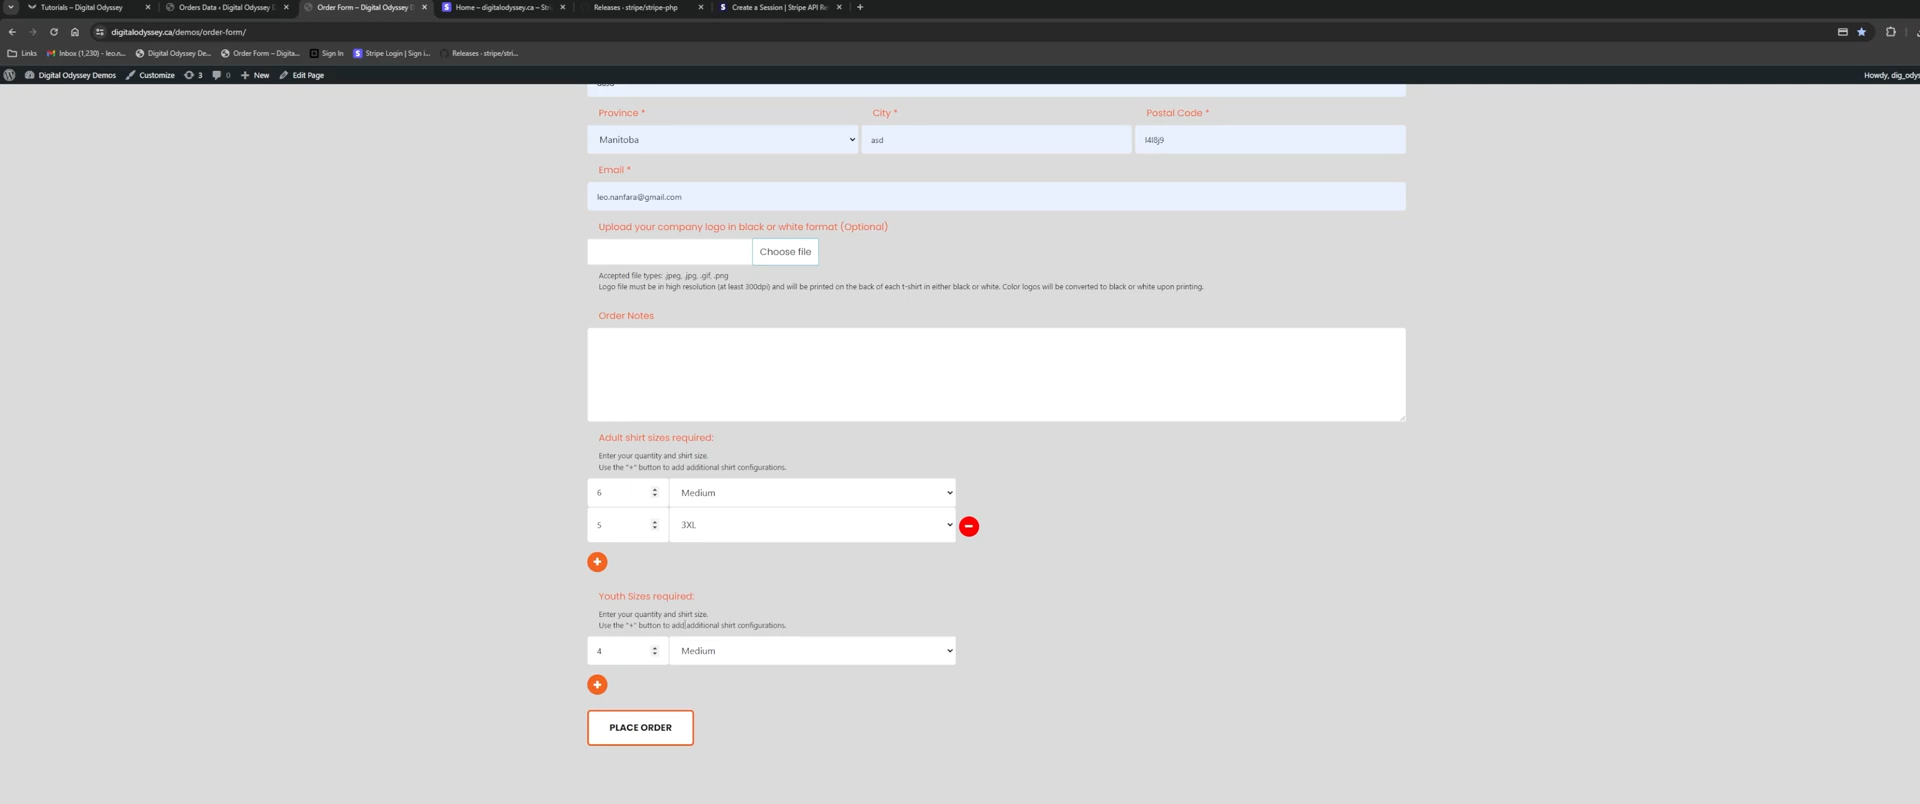 Tutorials – Digital Odyssey
Orders Data ‹ Digital Odyssey D
Order Form – Digital Odyssey D
Home – digitalodyssey.ca – Str
Releases · stripe/stripe-php
Create a Session | Stripe API Re
digitalodyssey.ca/demos/order-form/
Links
Inbox (1,230) - leo.n...
Digital Odyssey De...
Order Form – Digita...
Sign In
Stripe Login | Sign i...
Releases · stripe/stri...
Digital Odyssey Demos
Customize
3
0
New
Edit Page
Howdy, dig_odys
Province *
City *
Postal Code *
Manitoba
asd
l4l8j9
Email *
leo.nanfara@gmail.com
Upload your company logo in black or white format (Optional)
Choose file
Accepted file types: .jpeg, .jpg, .gif, .png
Logo file must be in high resolution (at least 300dpi) and will be printed on the back of each t-shirt in either black or white. Color logos will be converted to black or white upon printing.
Order Notes
Adult shirt sizes required:
Enter your quantity and shirt size.
Use the "+" button to add additional shirt configurations.
6
Medium
5
3XL
Youth Sizes required:
Enter your quantity and shirt size.
Use the "+" button to add additional shirt configurations.
4
Medium
PLACE ORDER